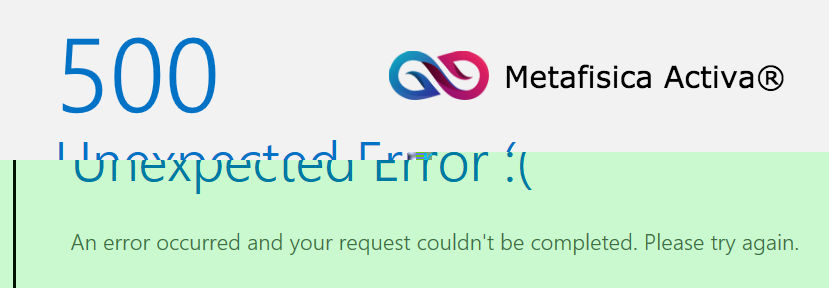 500
Metafisica Activa®
Unexpected Error :(
An error occurred and your request couldn't be completed. Please try again.